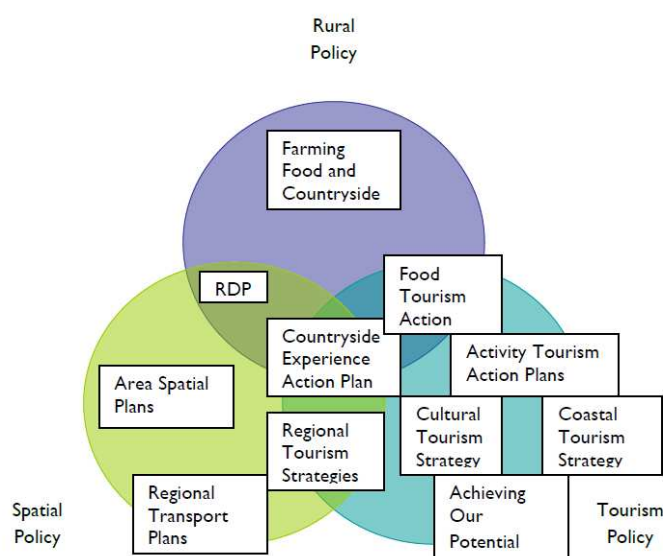 Rural
Policy
Farming
Food and
Countryside
RDP
Food
Tourism
Action
Countryside
Experience
Action Plan
Activity Tourism
Action Plans
Area Spatial
Plans
Regional
Tourism
Strategies
Cultural
Tourism
Strategy
Coastal
Tourism
Strategy
Regional
Transport
Plans
Achieving
Our
Potential
Spatial
Policy
Tourism
Policy